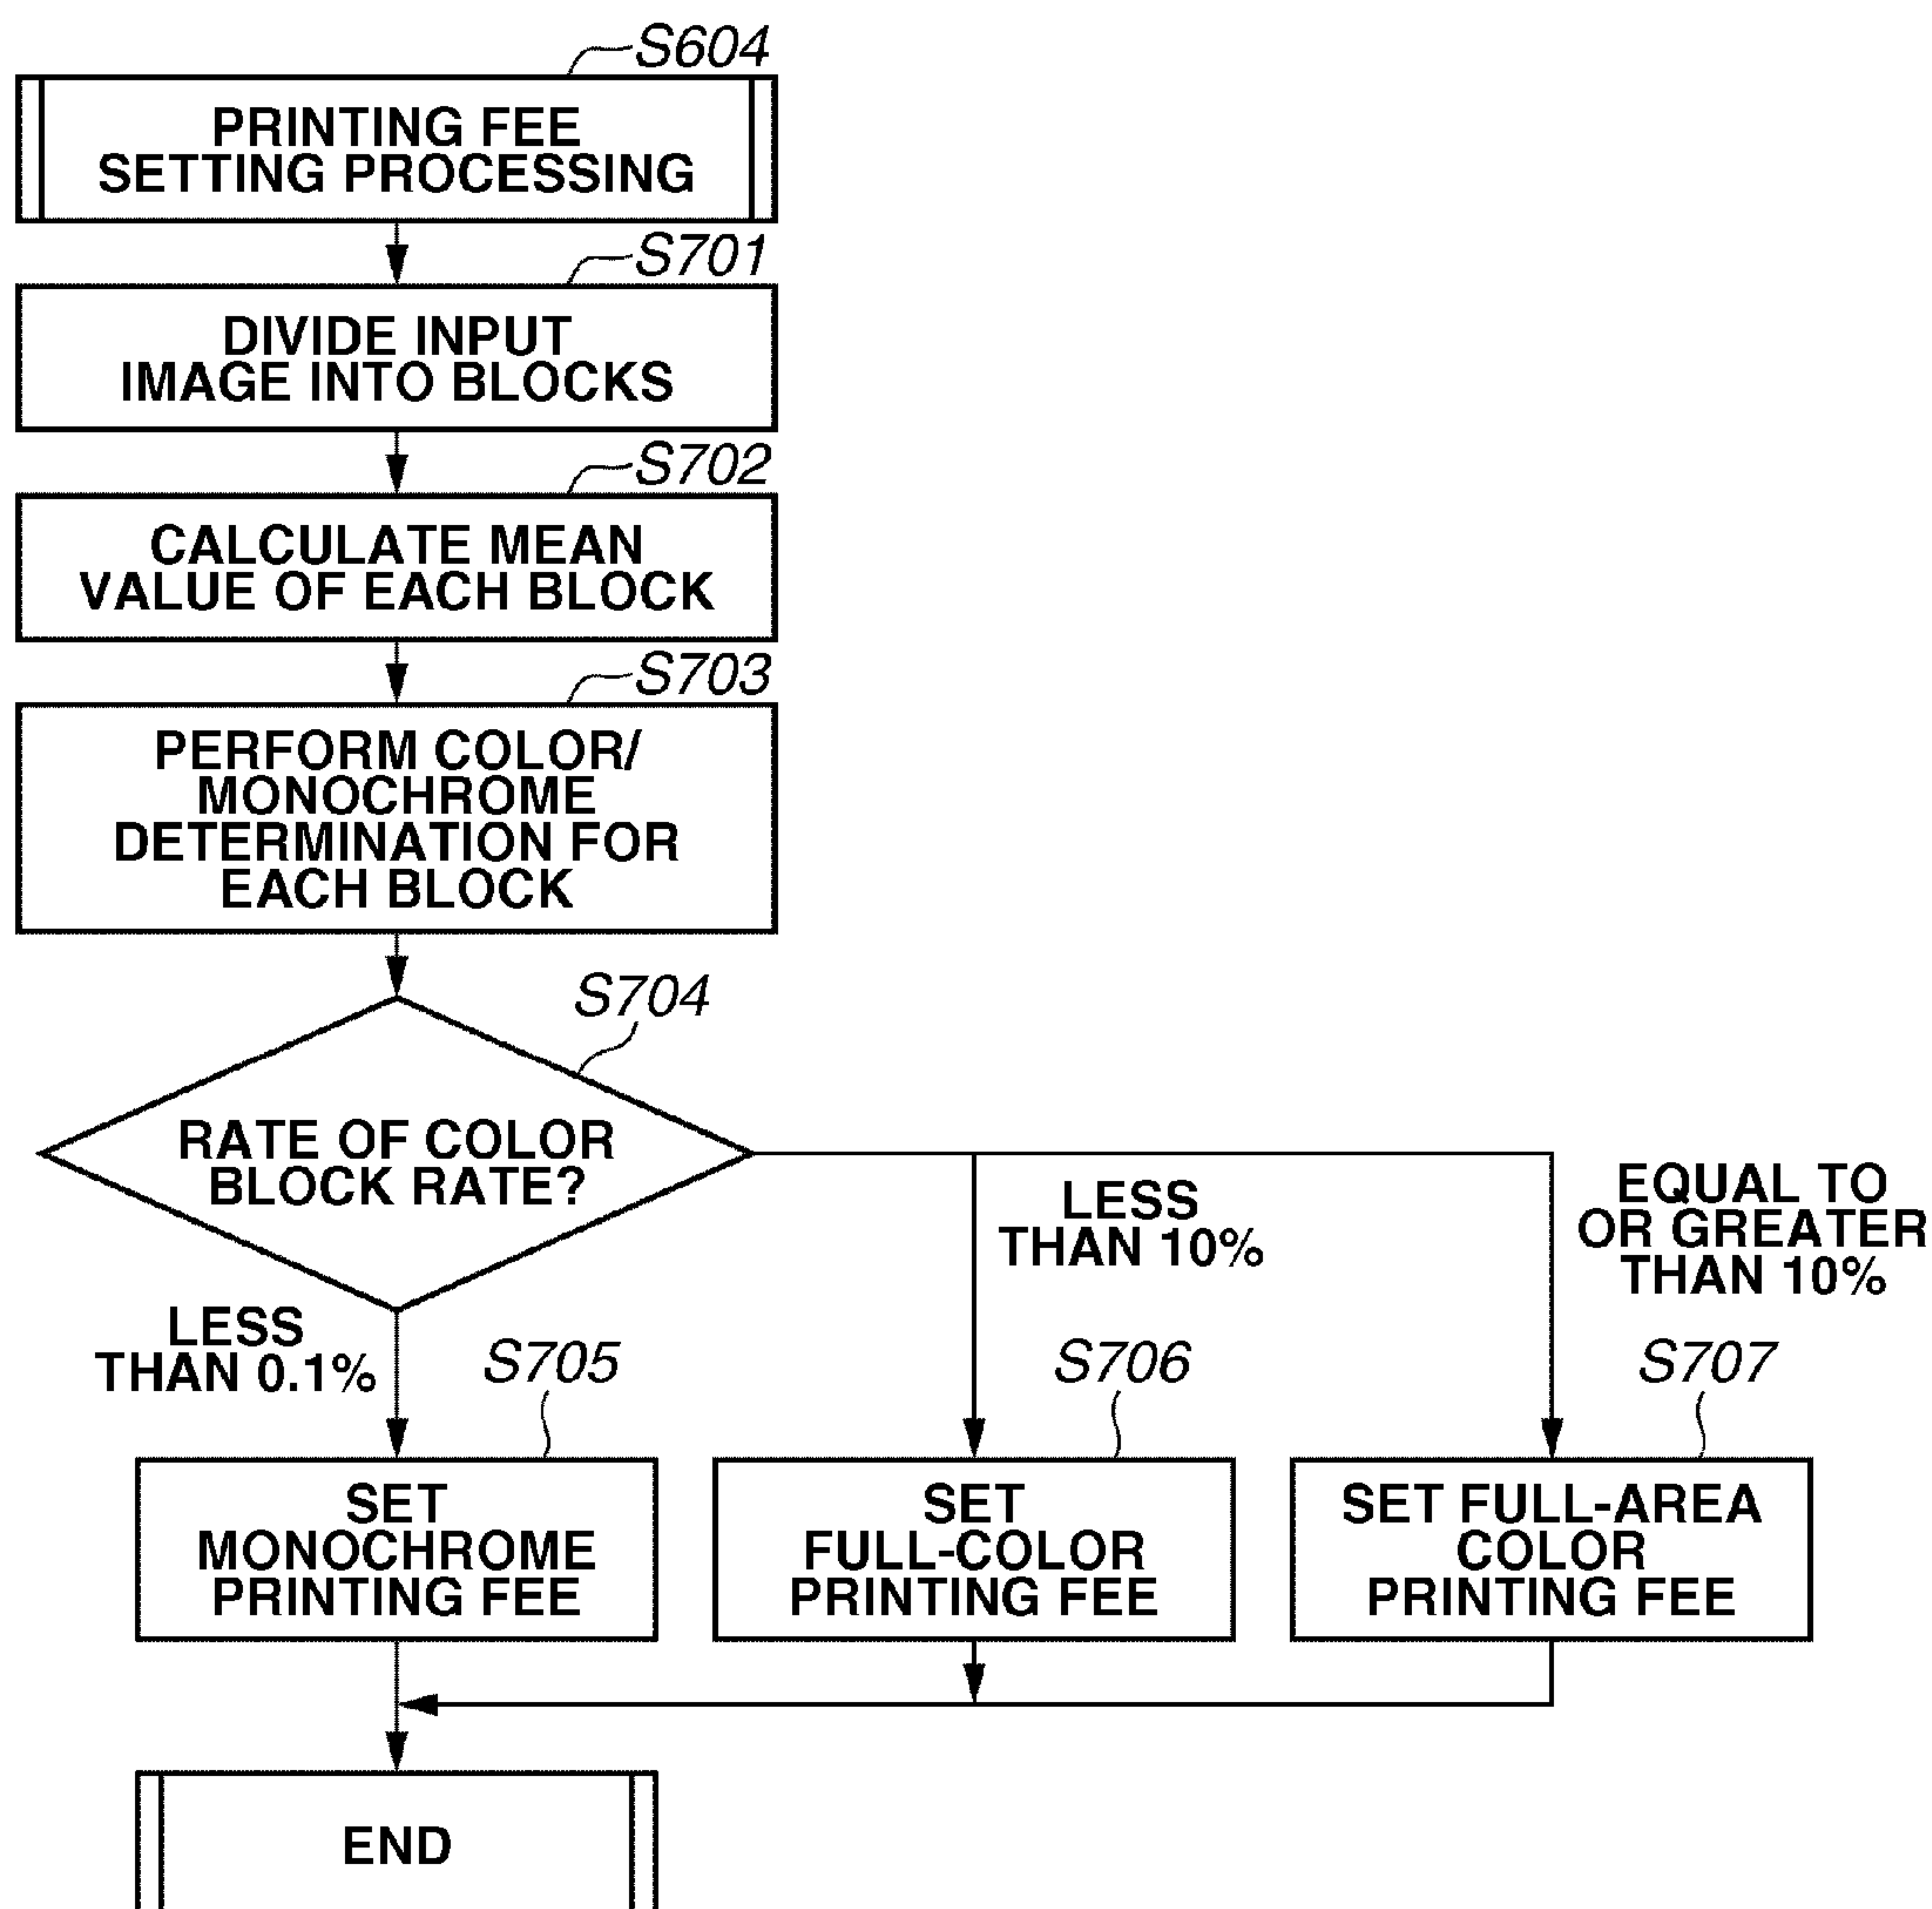 S604
PRINTING FEE
SETTING PROCESSING
S701
DIVIDE INPUT
IMAGE INTO BLOCKS
S702
CALCULATE MEAN
VALUE OF EACH BLOCK
S703
PERFORM COLOR/
MONOCHROME
DETERMINATION FOR
EACH BLOCK
S704
RATE OF COLOR
BLOCK RATE?
LESS
THAN 10%
EQUAL TO
OR GREATER
THAN 10%
LESS
THAN 0.1%
S705
SET
MONOCHROME
PRINTING FEE
S706
SET
FULL-COLOR
PRINTING FEE
S707
SET FULL-AREA
COLOR
PRINTING FEE
END